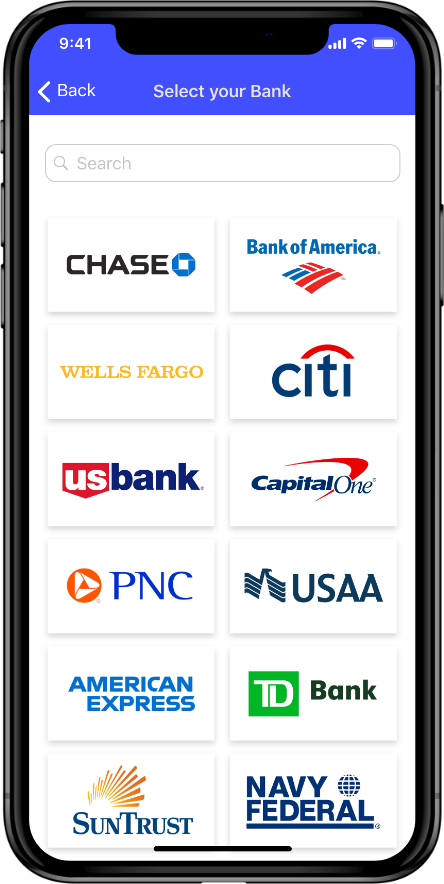 9:41
Back
Select your Bank
Search
CHASE
Bank of America
WELLS FARGO
citi
usbank
Capital One
PNC
USAA
AMERICAN
EXPRESS
TD
Bank
SUNTRUST
NAVY
FEDERAL